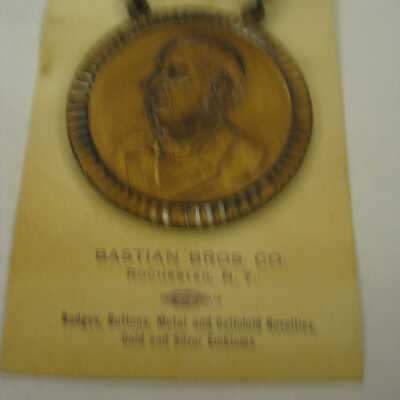 BASTIAN BROS. CO.
ROCHESTER, N. Y.
Badges, Buttons, Metal and Celluloid Novelties,
Gold and Silver Emblems